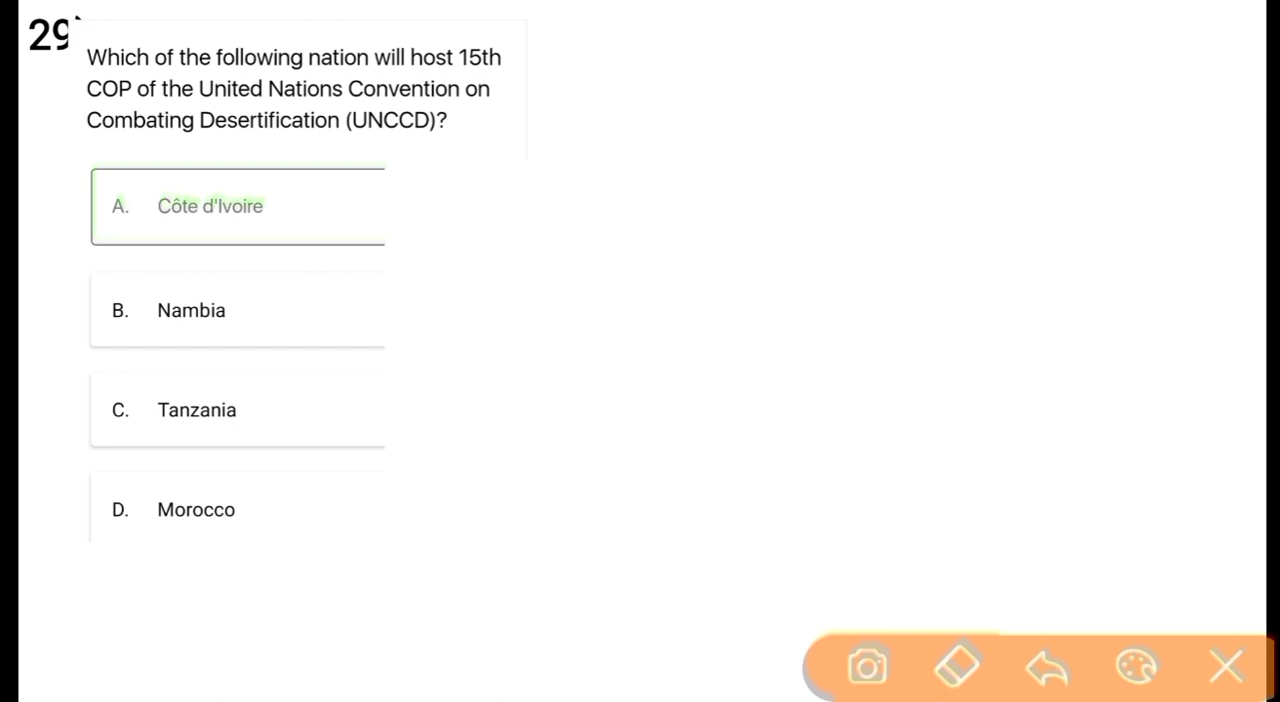 29
Which of the following nation will host 15th
COP of the United Nations Convention on
Combating Desertification (UNCCD)?
A. Côte d'Ivoire
B. Nambia
C. Tanzania
D. Morocco